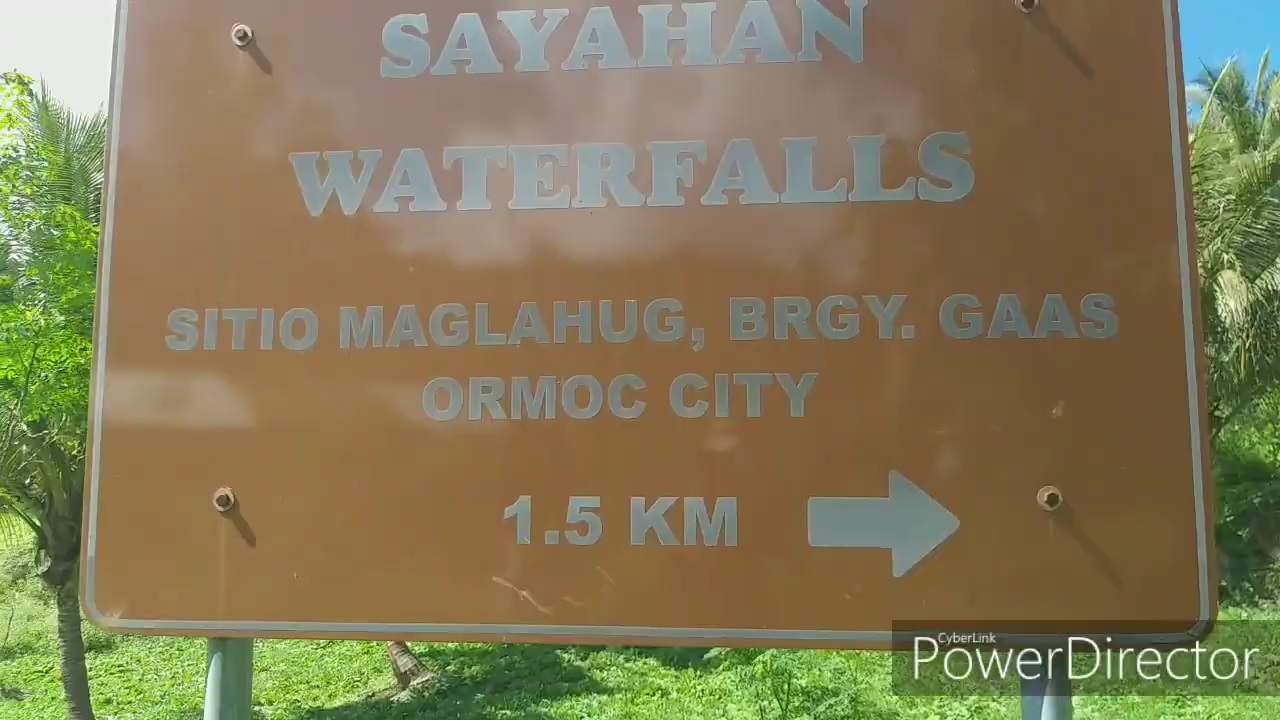 SAYAHAN
WATERFALLS
SITIO MAGLAHUG, BRGY. GAAS
ORMOC CITY
1.5 KM
CyberLink
PowerDirector